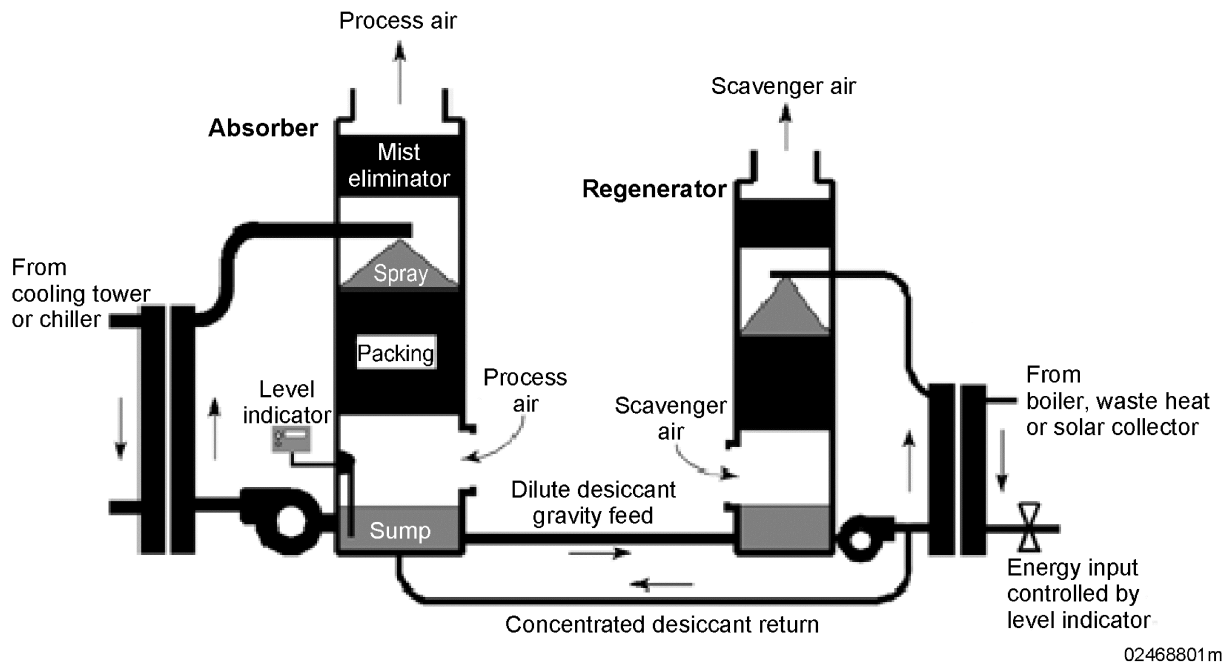 Process air
Scavenger air
Absorber
Mist
eliminator
Regenerator
From
cooling tower
or chiller
Spray
Packing
Level
indicator
Process
air
Scavenger
air
From
boiler, waste heat
or solar collector
Dilute desiccant
gravity feed
Sump
Energy input
controlled by
level indicator
Concentrated desiccant return
02468801m